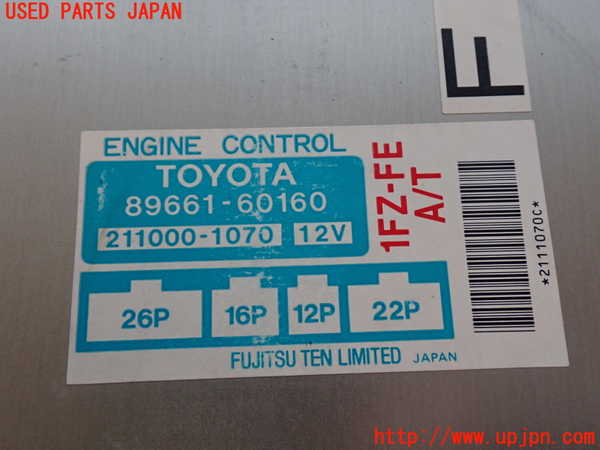 USED PARTS JAPAN
F
ENGINE CONTROL
TOYOTA
89661-60160
211000-1070 12V
1FZ-FE
A/T
*2111070C*
26P 16P 12P 22P
FUJITSU TEN LIMITED JAPAN
http://www.upjpn.com